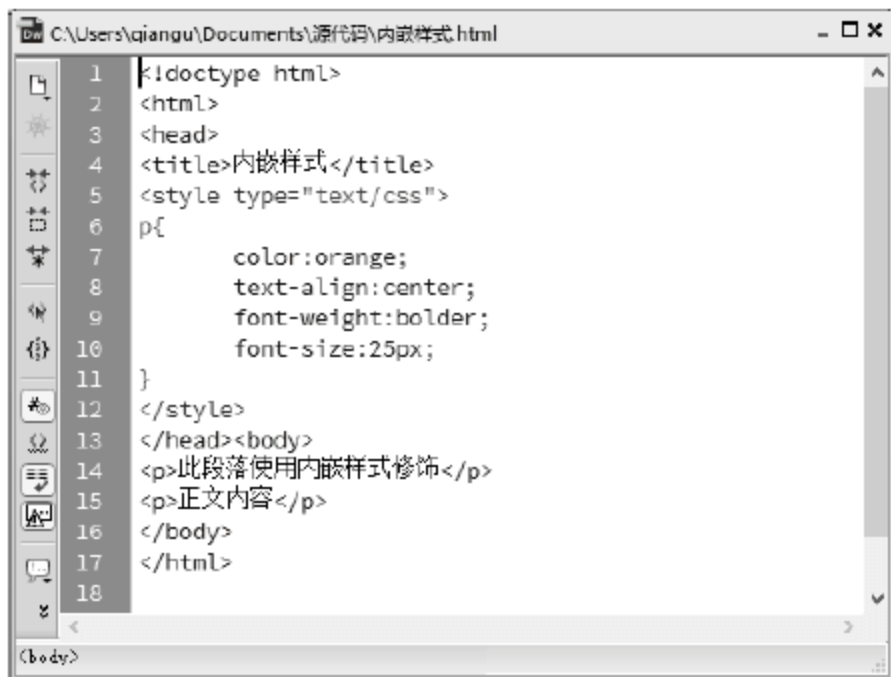 C:\Users\qiangu\Documents\源代码\内嵌样式.html
1 <!doctype html>
2 <html>
3 <head>
4 <title>内嵌样式</title>
5 <style type="text/css">
6 p{
7 color:orange;
8 text-align:center;
9 font-weight:bolder;
10 font-size:25px;
11 }
12 </style>
13 </head><body>
14 <p>此段落使用内嵌样式修饰</p>
15 <p>正文内容</p>
16 </body>
17 </html>
18
<body>